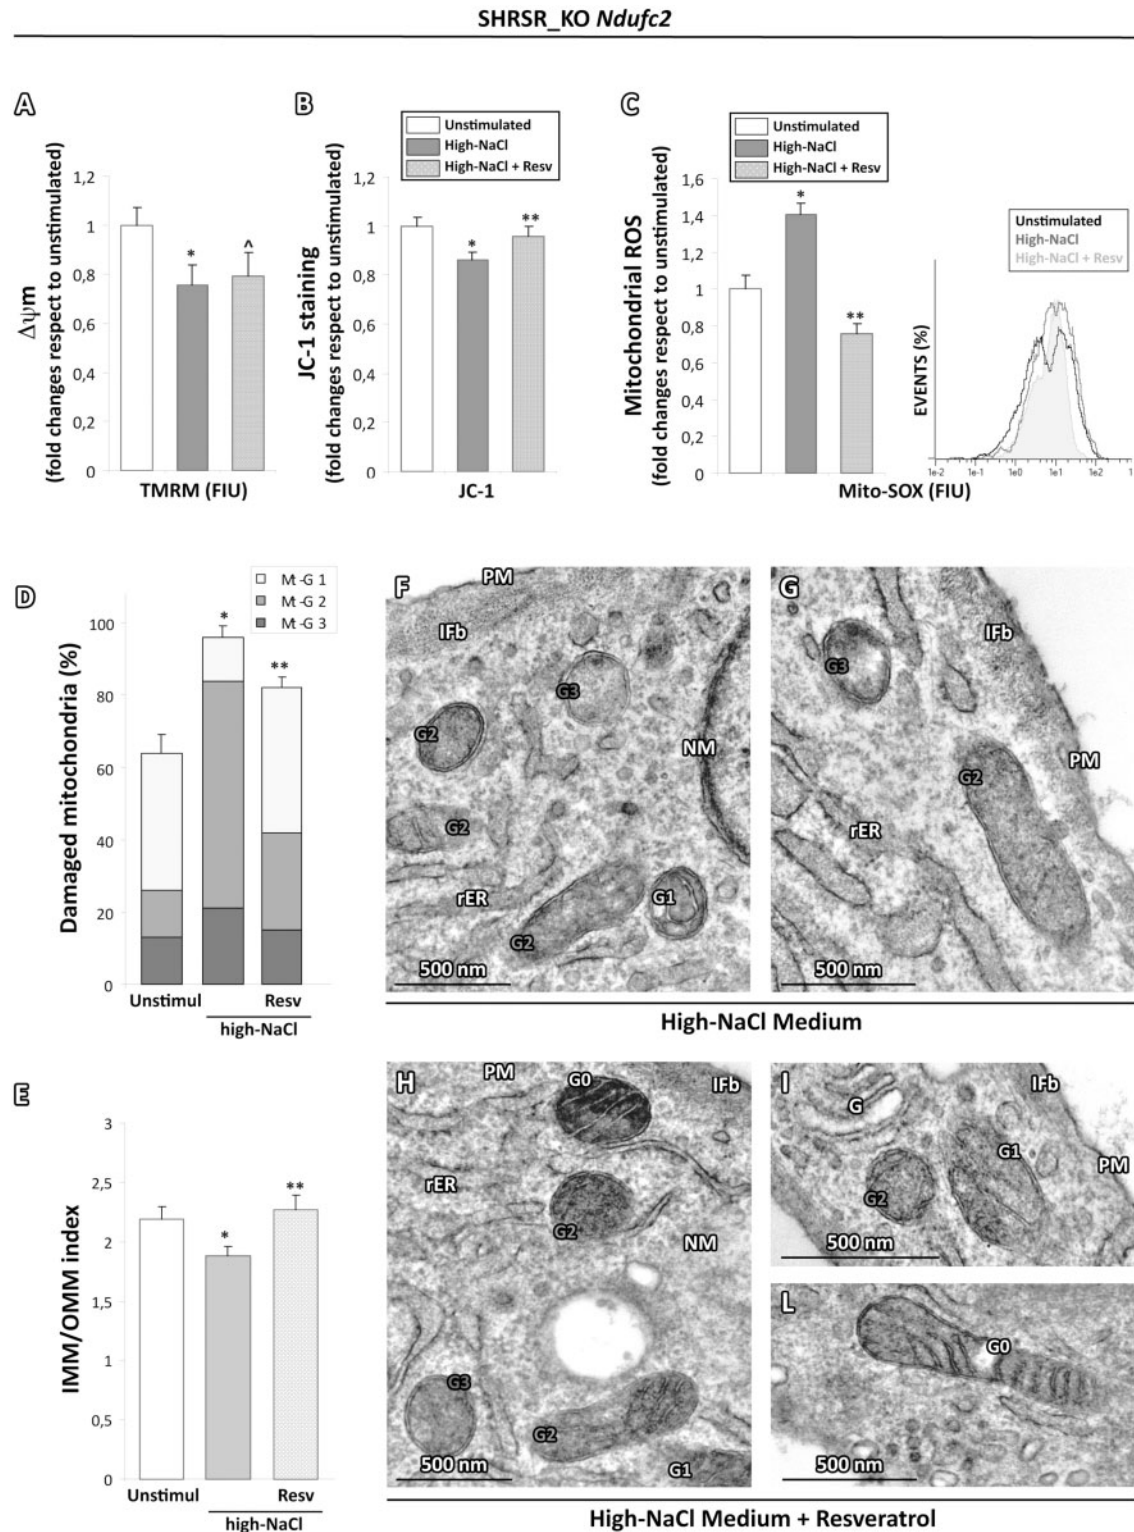 SHRSR_KO Ndufc2
A
Δψm
(fold changes respect to unstimulated)
1,2
1
0,8
0,6
0,4
0,2
0
*
^
TMRM (FIU)
B
Unstimulated
High-NaCl
High-NaCl + Resv
JC-1 staining
(fold changes respect to unstimulated)
1,2
1
0,8
0,6
0,4
0,2
0
*
**
JC-1
C
Unstimulated
High-NaCl
High-NaCl + Resv
Mitochondrial ROS
(fold changes respect to unstimulated)
1,6
1,4
1,2
1
0,8
0,6
0,4
0,2
0
*
**
Unstimulated
High-NaCl
High-NaCl + Resv
EVENTS (%)
1e-2 1e-1 1e0 1e1 1e2
Mito-SOX (FIU)
D
Mt-G 1
Mt-G 2
Mt-G 3
Damaged mitochondria (%)
100
80
60
40
20
0
*
**
Unstimul Resv
high-NaCl
E
IMM/OMM index
3
2,5
2
1,5
1
0,5
0
*
**
Unstimul Resv
high-NaCl
F
PM
IFb
G3
G2
NM
G2
rER
G1
G2
500 nm
G
IFb
G3
PM
G2
rER
500 nm
High-NaCl Medium
H
PM
G0
IFb
rER
G2
NM
G3
G2
G1
500 nm
I
IFb
G
G1
PM
G2
500 nm
L
G0
500 nm
High-NaCl Medium + Resveratrol